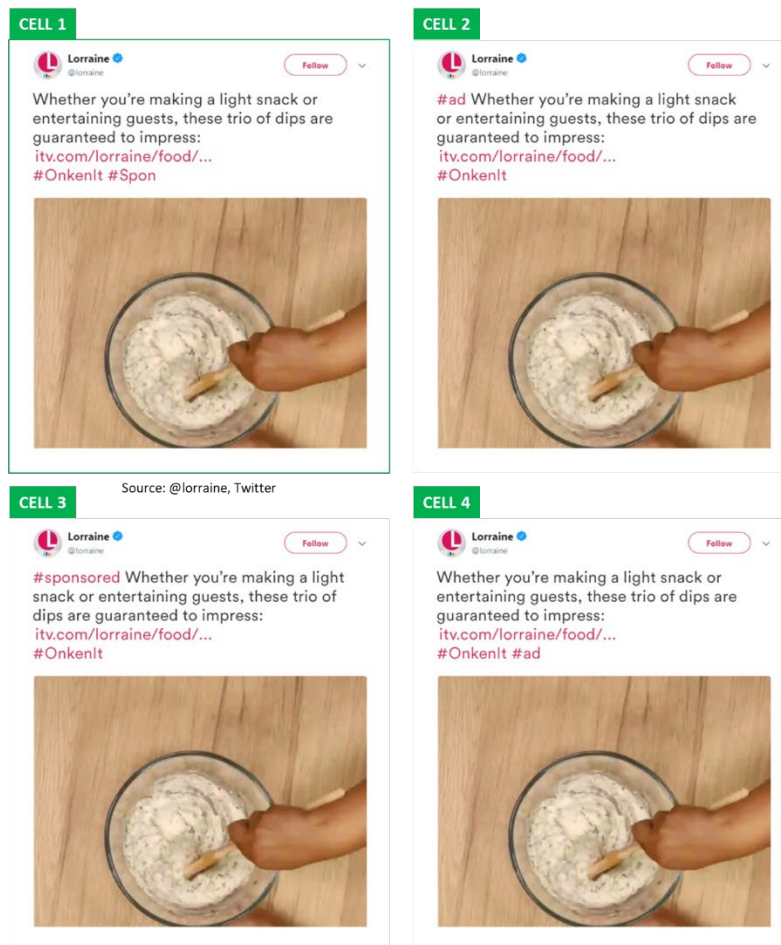 CELL 1
Lorraine
@lorraine
Follow
Whether you're making a light snack or
entertaining guests, these trio of dips are
guaranteed to impress:
itv.com/lorraine/food/...
#OnkenIt #Spon
CELL 2
Lorraine
@lorraine
Follow
#ad Whether you're making a light snack
or entertaining guests, these trio of dips are
guaranteed to impress:
itv.com/lorraine/food/...
#OnkenIt
Source: @lorraine, Twitter
CELL 3
Lorraine
@lorraine
Follow
#sponsored Whether you're making a light
snack or entertaining guests, these trio of
dips are guaranteed to impress:
itv.com/lorraine/food/...
#OnkenIt
CELL 4
Lorraine
@lorraine
Follow
Whether you're making a light snack or
entertaining guests, these trio of dips are
guaranteed to impress:
itv.com/lorraine/food/...
#OnkenIt #ad